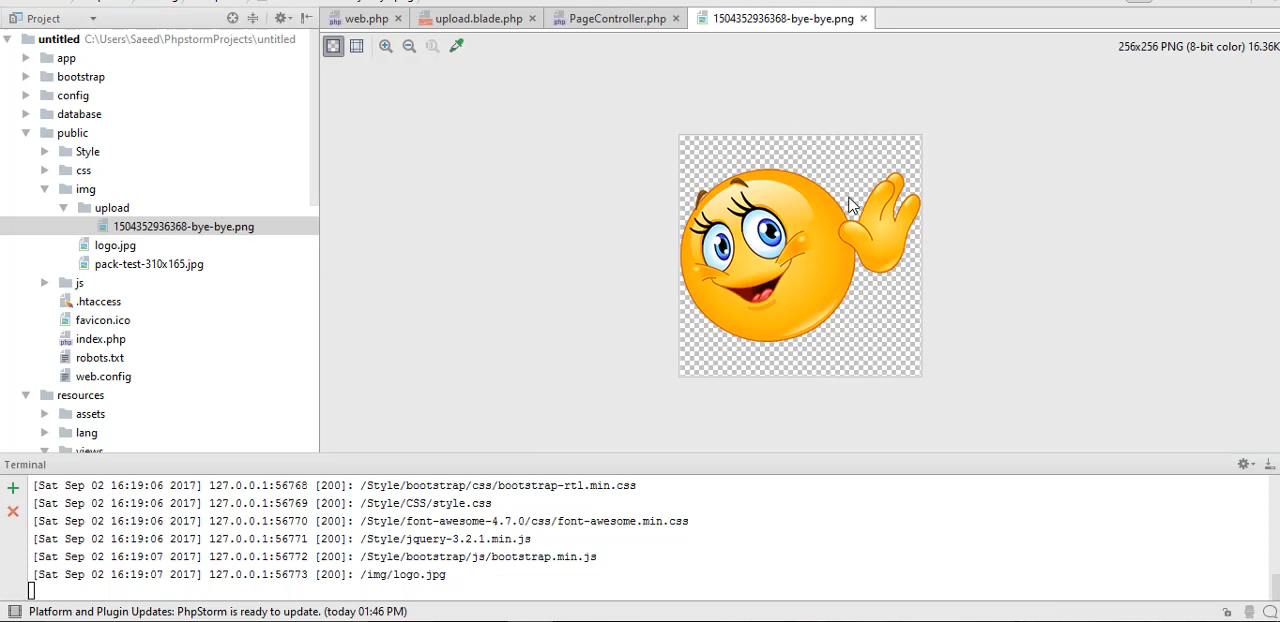 Project
web.php
upload.blade.php
PageController.php
1504352936368-bye-bye.png
untitled C:\Users\Saeed\PhpstormProjects\untitled
256x256 PNG (8-bit color) 16.36K
app
bootstrap
config
database
public
Style
css
img
upload
1504352936368-bye-bye.png
logo.jpg
pack-test-310x165.jpg
js
.htaccess
favicon.ico
index.php
robots.txt
web.config
resources
assets
lang
views
Terminal
[Sat Sep 02 16:19:06 2017] 127.0.0.1:56768 [200]: /Style/bootstrap/css/bootstrap-rtl.min.css
[Sat Sep 02 16:19:06 2017] 127.0.0.1:56769 [200]: /Style/CSS/style.css
[Sat Sep 02 16:19:06 2017] 127.0.0.1:56770 [200]: /Style/font-awesome-4.7.0/css/font-awesome.min.css
[Sat Sep 02 16:19:06 2017] 127.0.0.1:56771 [200]: /Style/jquery-3.2.1.min.js
[Sat Sep 02 16:19:07 2017] 127.0.0.1:56772 [200]: /Style/bootstrap/js/bootstrap.min.js
[Sat Sep 02 16:19:07 2017] 127.0.0.1:56773 [200]: /img/logo.jpg
Platform and Plugin Updates: PhpStorm is ready to update. (today 01:46 PM)